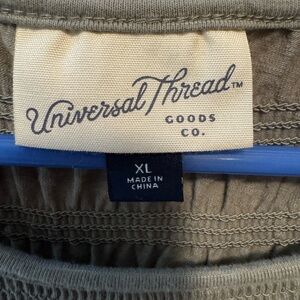 Universal Thread™
GOODS
CO.
XL
MADE IN
CHINA